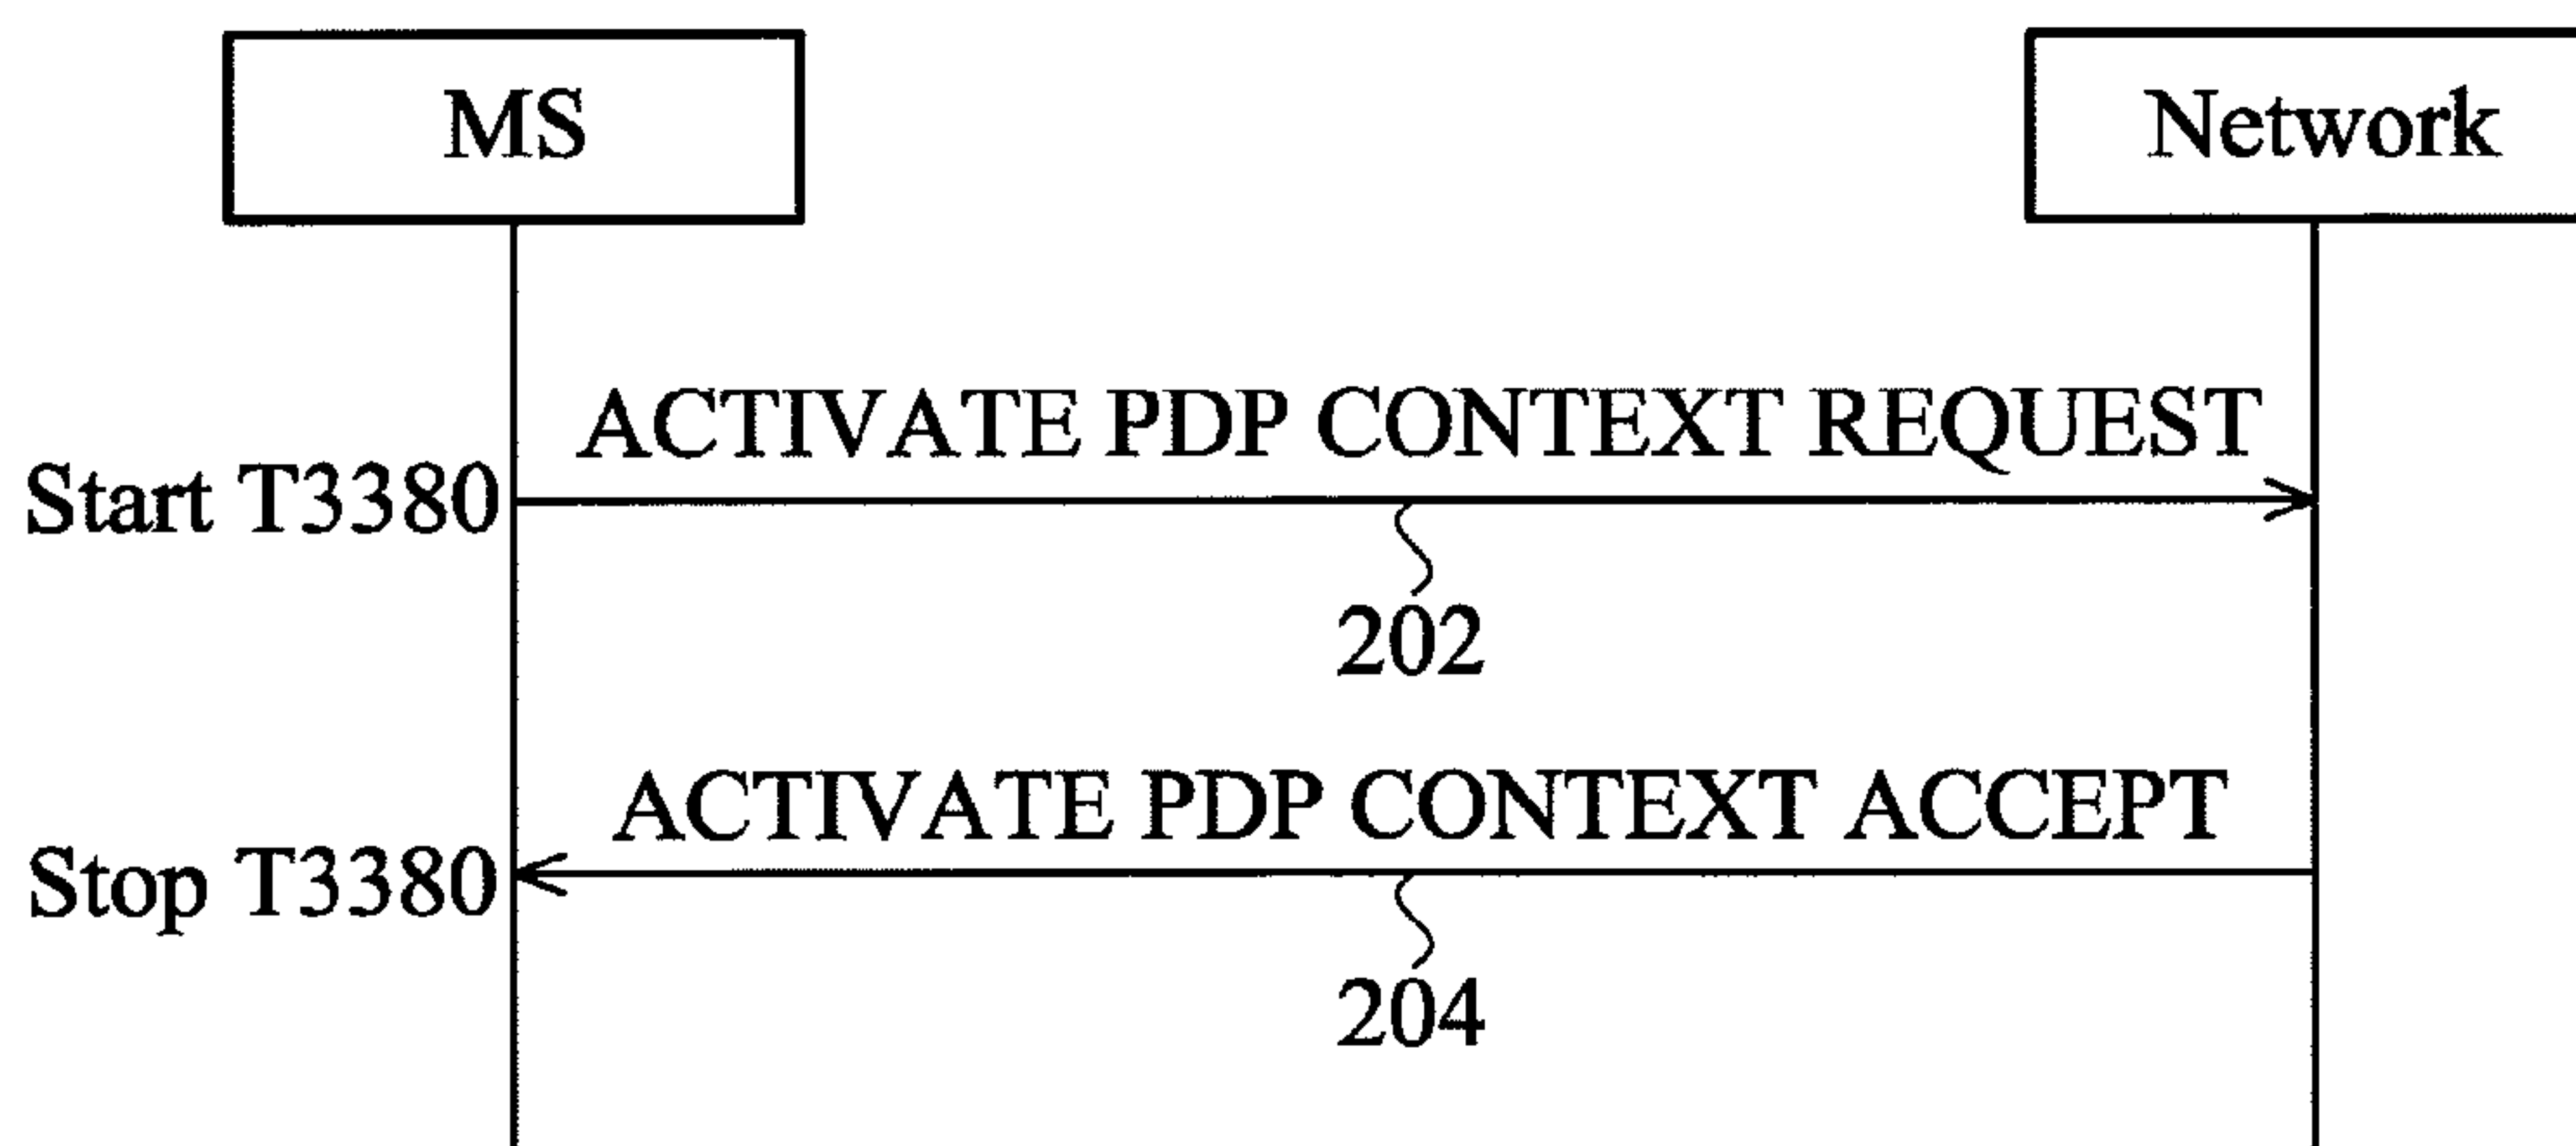 MS
Network
ACTIVATE PDP CONTEXT REQUEST
Start T3380
202
ACTIVATE PDP CONTEXT ACCEPT
Stop T3380
204